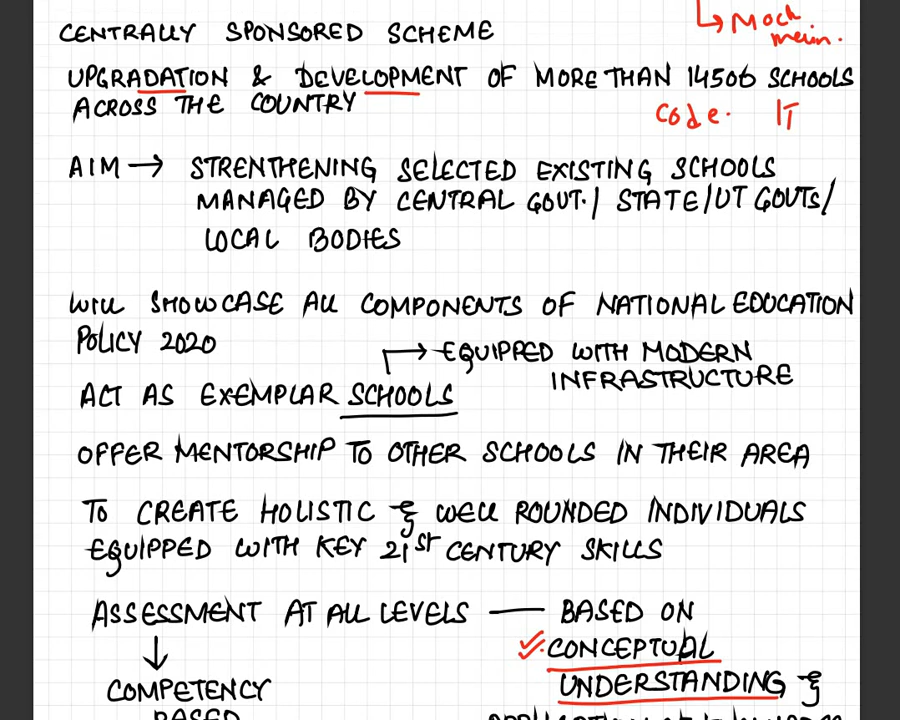 CENTRALLY SPONSORED SCHEME
↳ Mock
mein.
UPGRADATION & DEVELOPMENT OF MORE THAN 14500 SCHOOLS
ACROSS THE COUNTRY
Code. IT
AIM → STRENTHENING SELECTED EXISTING SCHOOLS
MANAGED BY CENTRAL GOVT. / STATE/UT GOVTs/
LOCAL BODIES
WILL SHOWCASE ALL COMPONENTS OF NATIONAL EDUCATION
POLICY 2020
→ EQUIPPED WITH MODERN
INFRASTRUCTURE
ACT AS EXEMPLAR SCHOOLS
OFFER MENTORSHIP TO OTHER SCHOOLS IN THEIR AREA
TO CREATE HOLISTIC & WELL ROUNDED INDIVIDUALS
EQUIPPED WITH KEY 21ST CENTURY SKILLS
ASSESSMENT AT ALL LEVELS — BASED ON
CONCEPTUAL
UNDERSTANDING &
↓
COMPETENCY
BASED